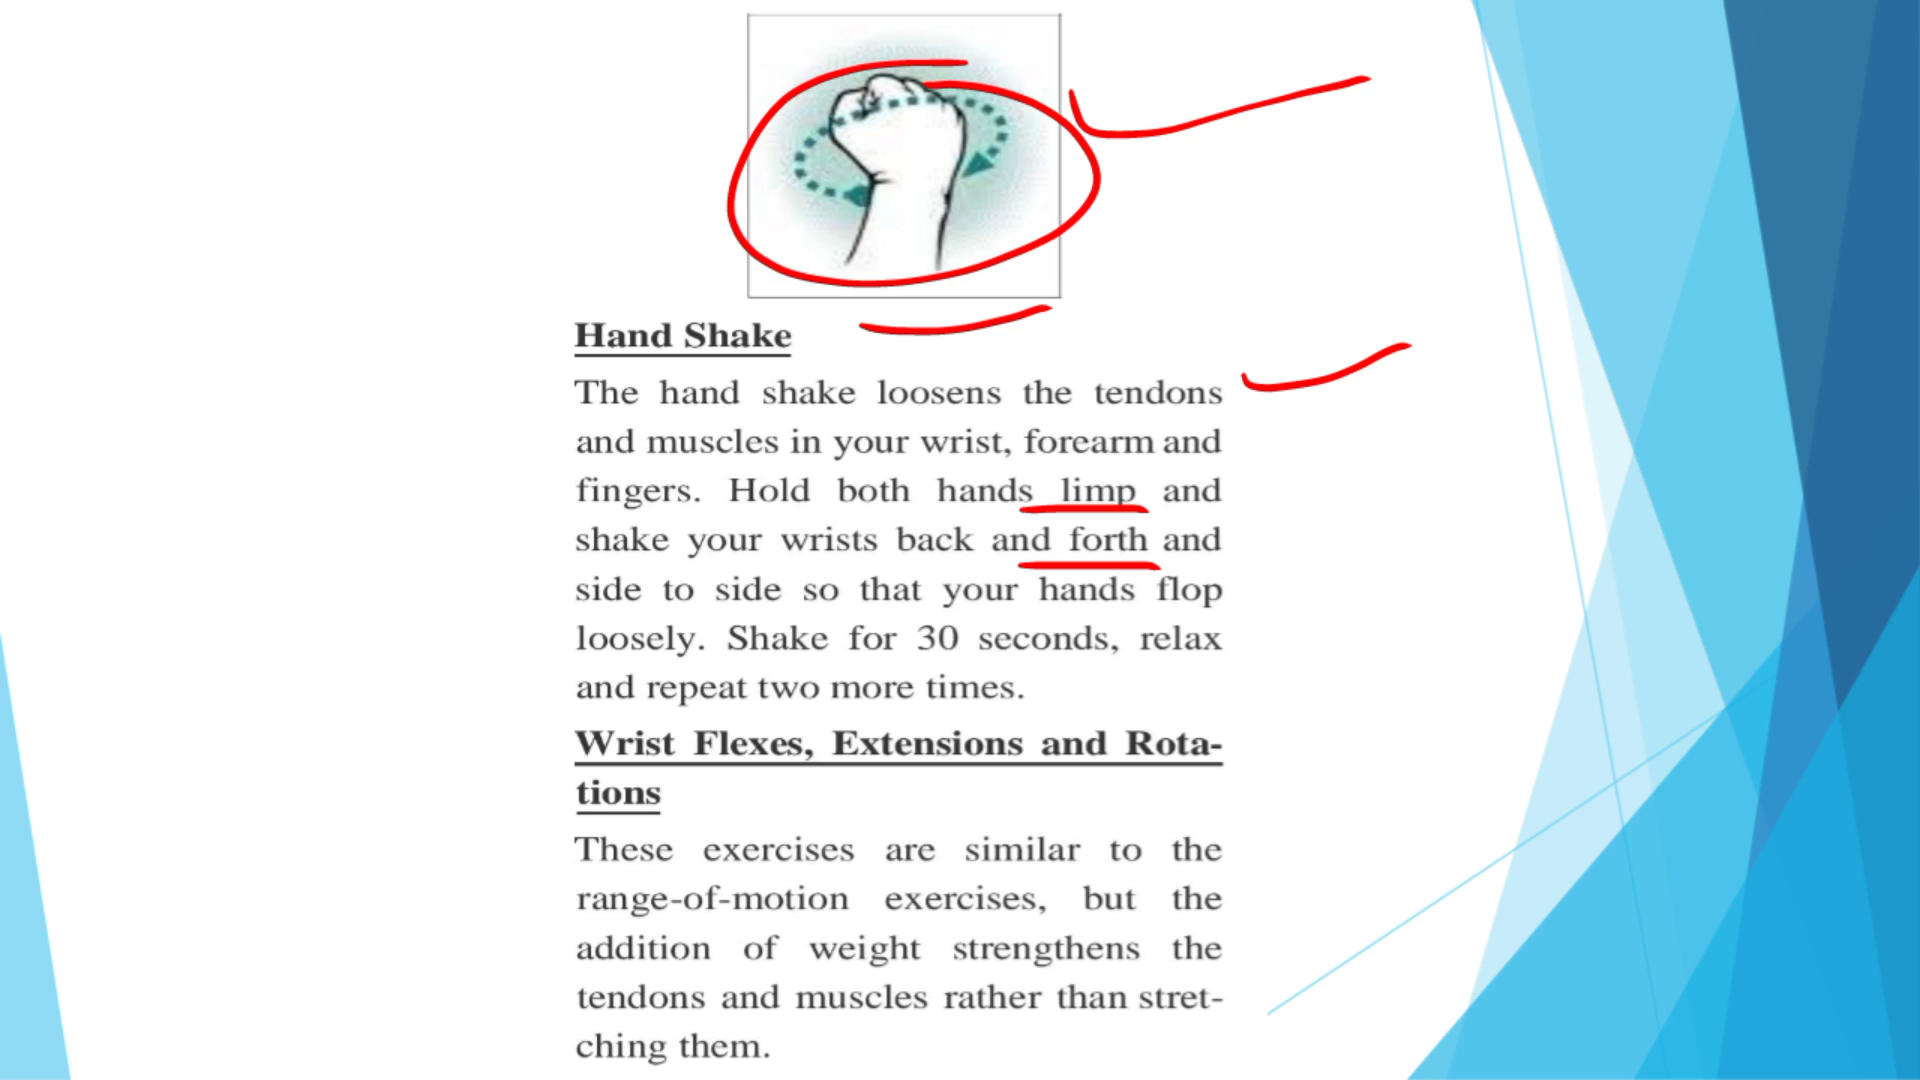 Hand Shake
The hand shake loosens the tendons
and muscles in your wrist, forearm and
fingers. Hold both hands limp and
shake your wrists back and forth and
side to side so that your hands flop
loosely. Shake for 30 seconds, relax
and repeat two more times.
Wrist Flexes, Extensions and Rota-
tions
These exercises are similar to the
range-of-motion exercises, but the
addition of weight strengthens the
tendons and muscles rather than stret-
ching them.